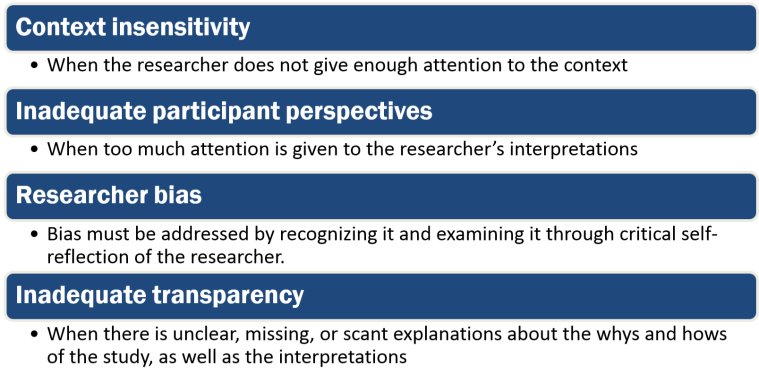 Context insensitivity
• When the researcher does not give enough attention to the context
Inadequate participant perspectives
• When too much attention is given to the researcher’s interpretations
Researcher bias
• Bias must be addressed by recognizing it and examining it through critical self-
reflection of the researcher.
Inadequate transparency
• When there is unclear, missing, or scant explanations about the whys and hows
of the study, as well as the interpretations